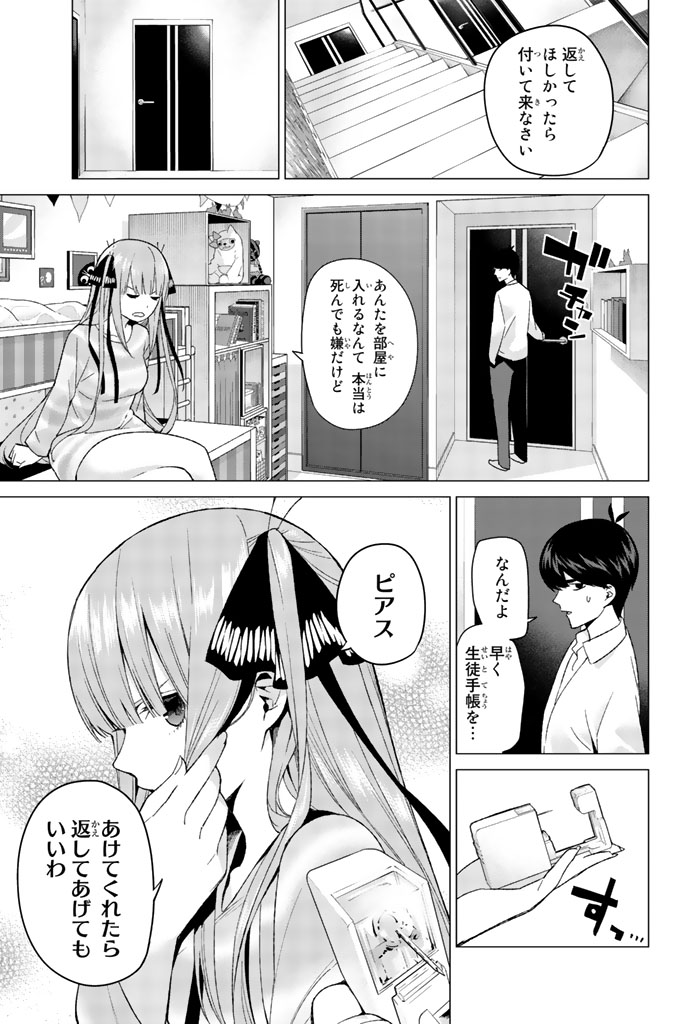 返して
ほしかったら
付いて来なさい
ガチャン
あんたを部屋に
入れるなんて 本当は
死んでも嫌だけど
なんだよ
早く
生徒手帳を…
すっ…
ピアス
あけてくれたら
返してあげても
いいわ